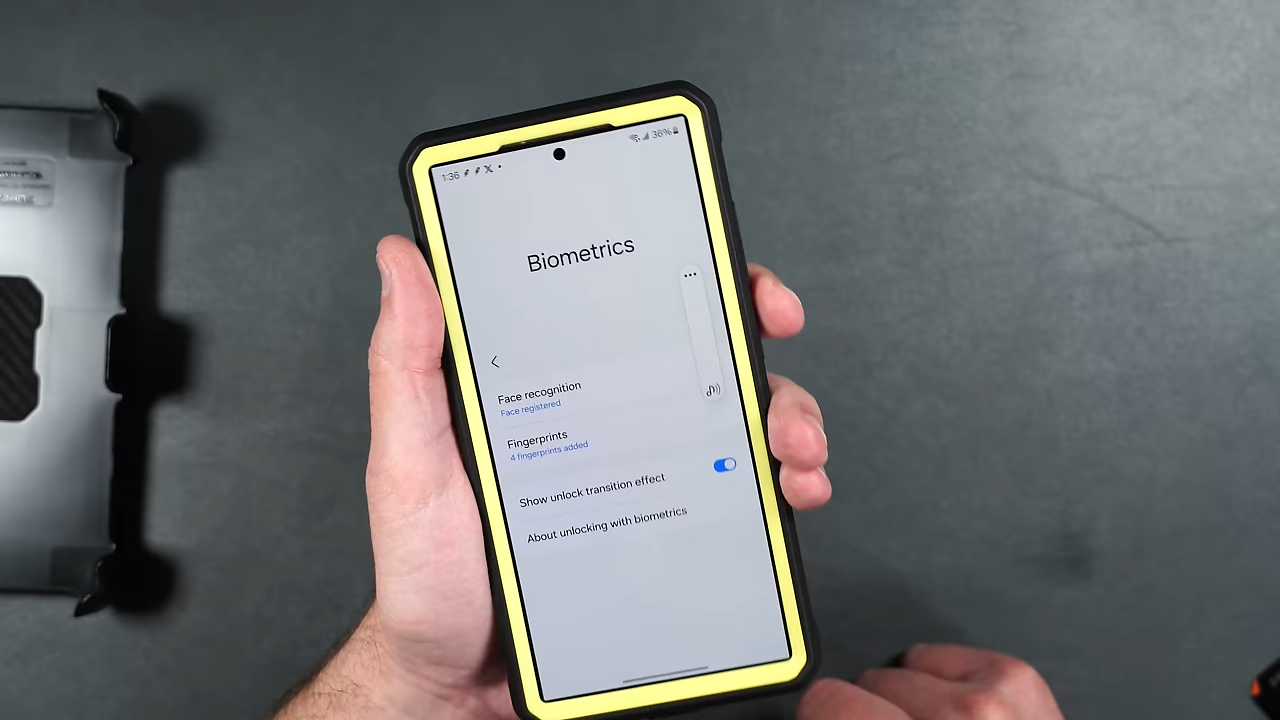 1:36
36%
Biometrics
Face recognition
Face registered
Fingerprints
4 fingerprints added
Show unlock transition effect
About unlocking with biometrics